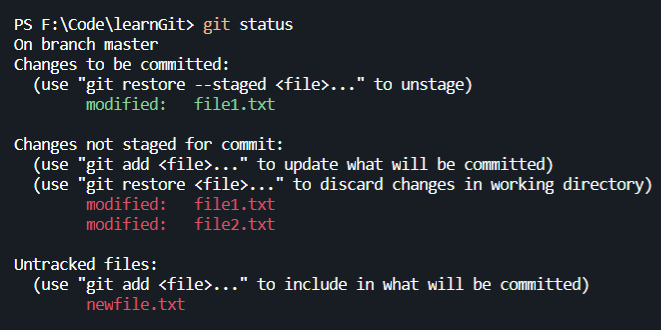 PS F:\Code\learnGit> git status
On branch master
Changes to be committed:
  (use "git restore --staged <file>..." to unstage)
        modified:   file1.txt

Changes not staged for commit:
  (use "git add <file>..." to update what will be committed)
  (use "git restore <file>..." to discard changes in working directory)
        modified:   file1.txt
        modified:   file2.txt

Untracked files:
  (use "git add <file>..." to include in what will be committed)
        newfile.txt